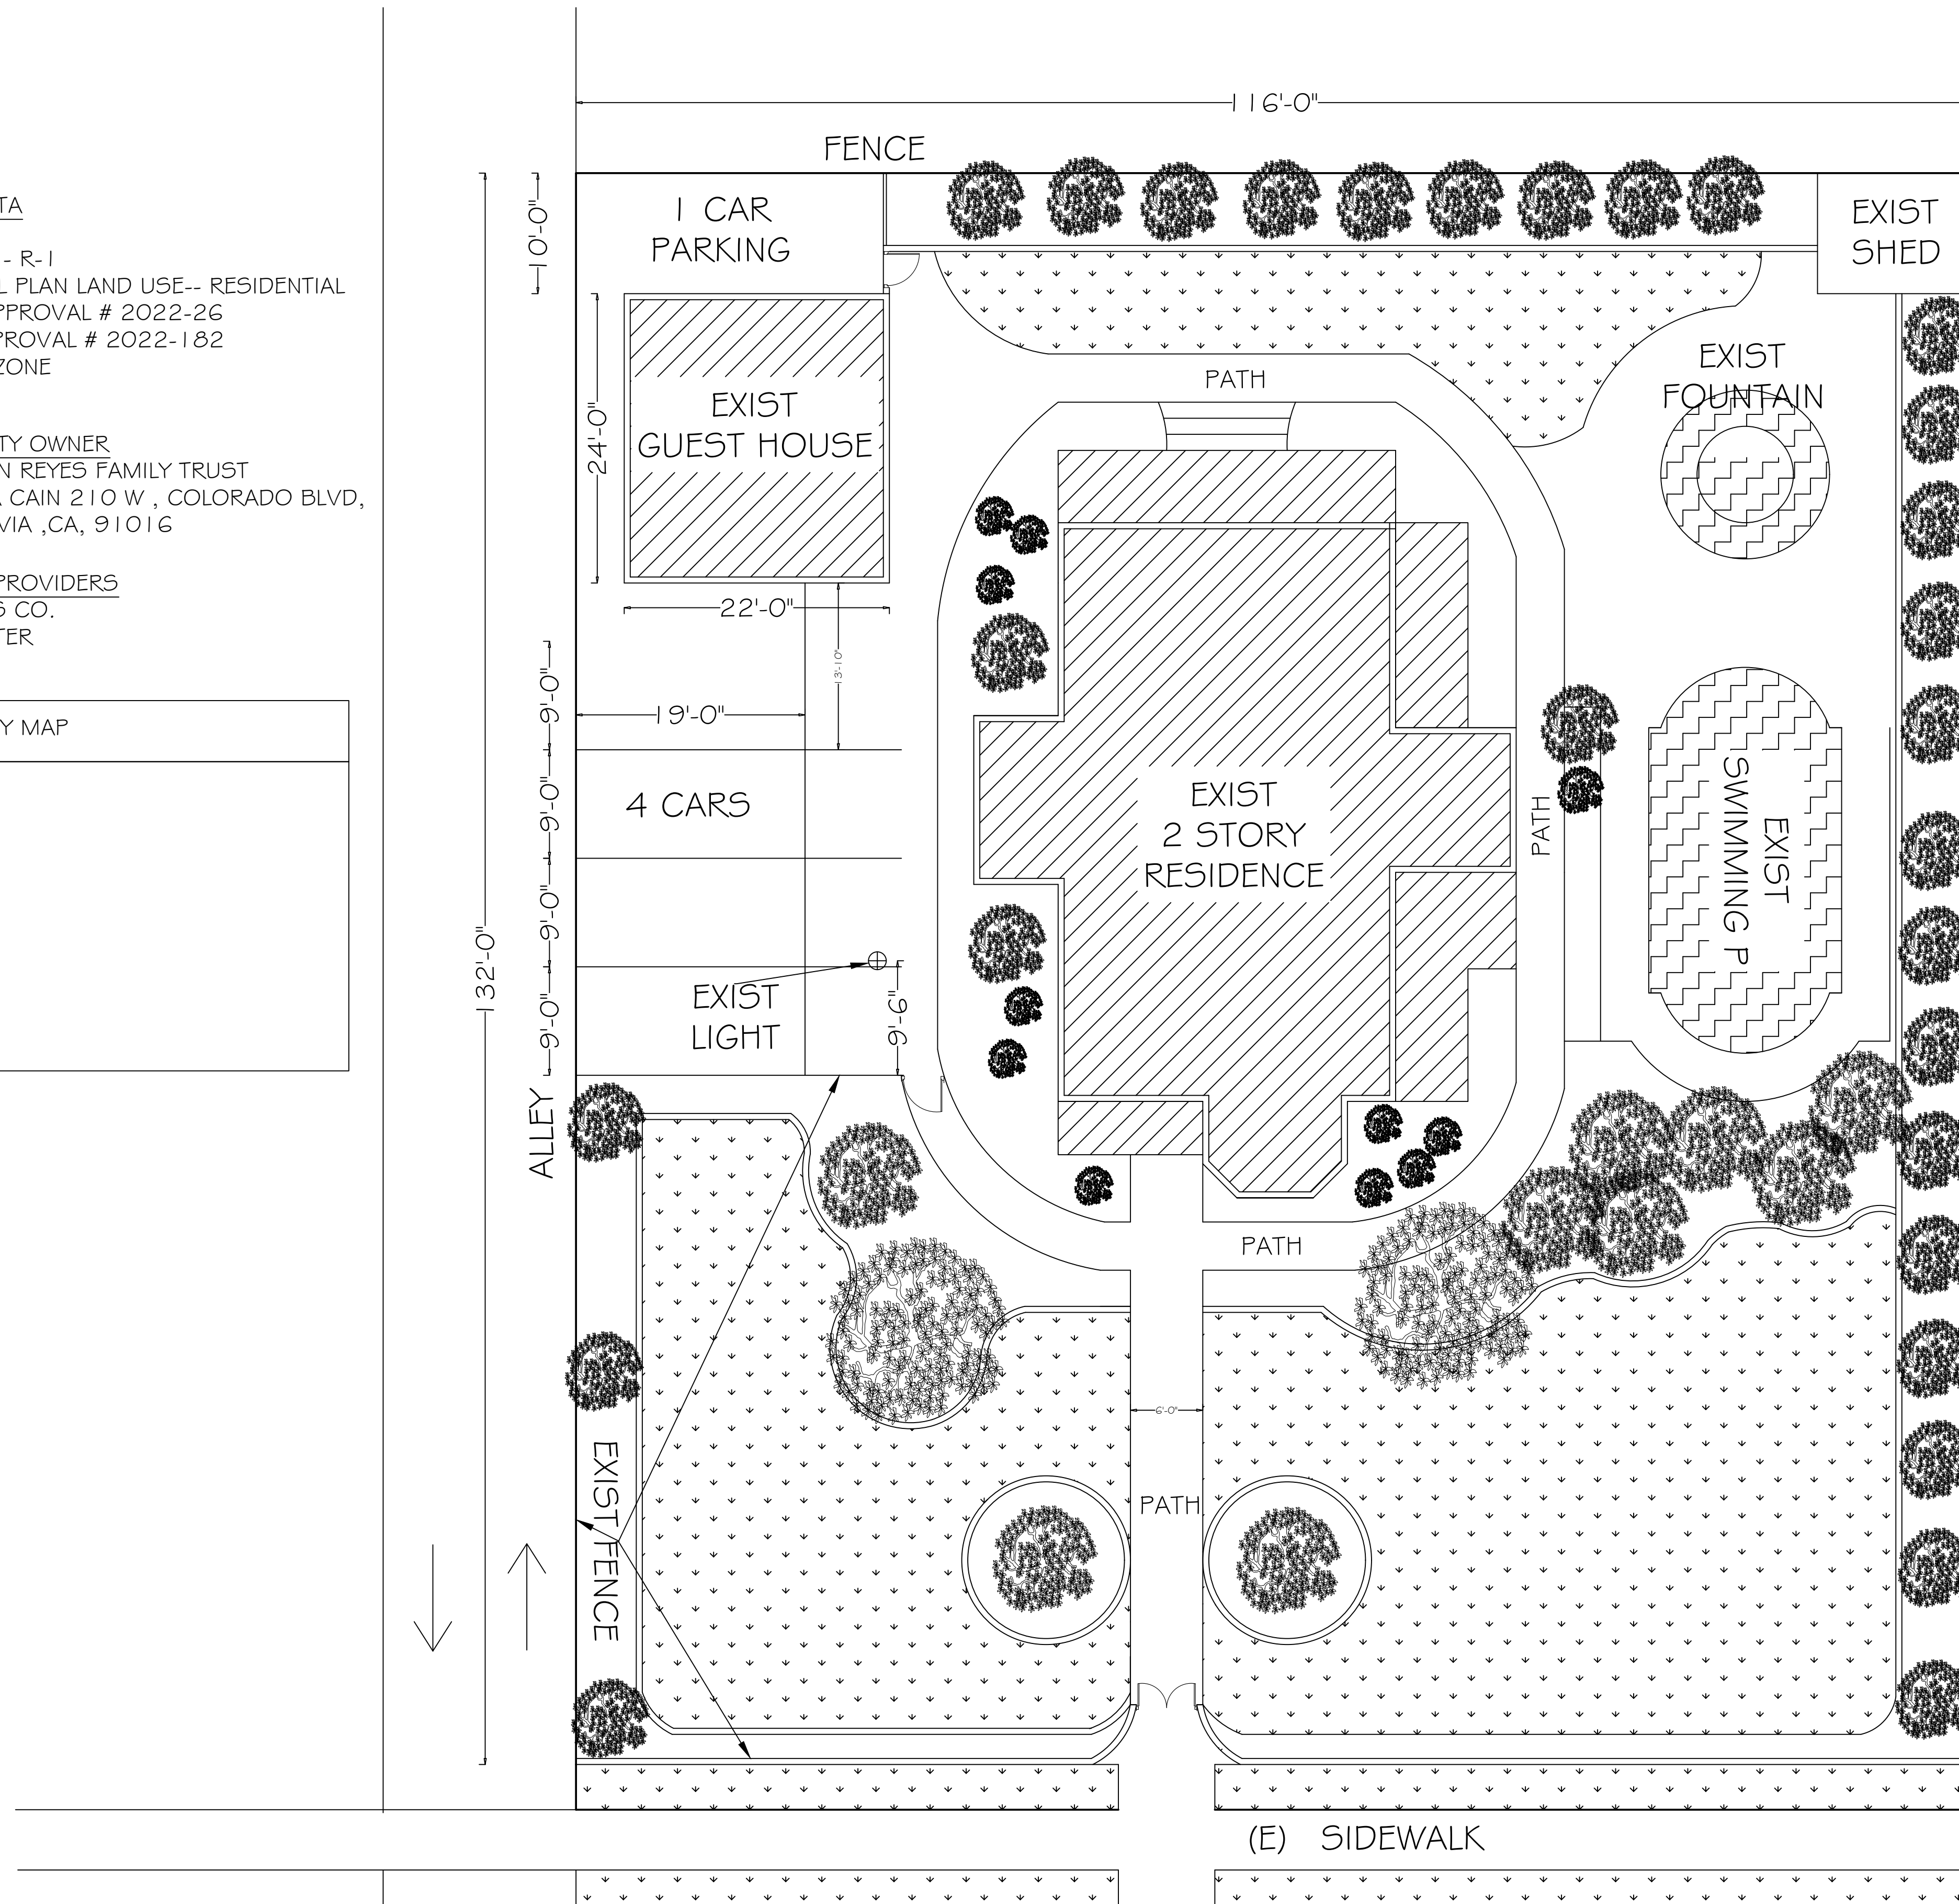 TA
- R-1
L PLAN LAND USE-- RESIDENTIAL
PPROVAL # 2022-26
PROVAL # 2022-182
ZONE
TY OWNER
N REYES FAMILY TRUST
A CAIN 210 W , COLORADO BLVD,
VIA ,CA, 91016
PROVIDERS
S CO.
TER
Y MAP
116'-0"
FENCE
10'-0"
1 CAR
PARKING
EXIST
SHED
24'-0"
EXIST
GUEST HOUSE
PATH
EXIST
FOUNTAIN
22'-0"
13'-10"
19'-0"
9'-0"
9'-0"
9'-0"
9'-0"
4 CARS
132'-0"
EXIST
LIGHT
9'-6"
EXIST
2 STORY
RESIDENCE
PATH
EXIST
SWIMMING P
ALLEY
PATH
6'-0"
PATH
EXIST FENCE
(E) SIDEWALK